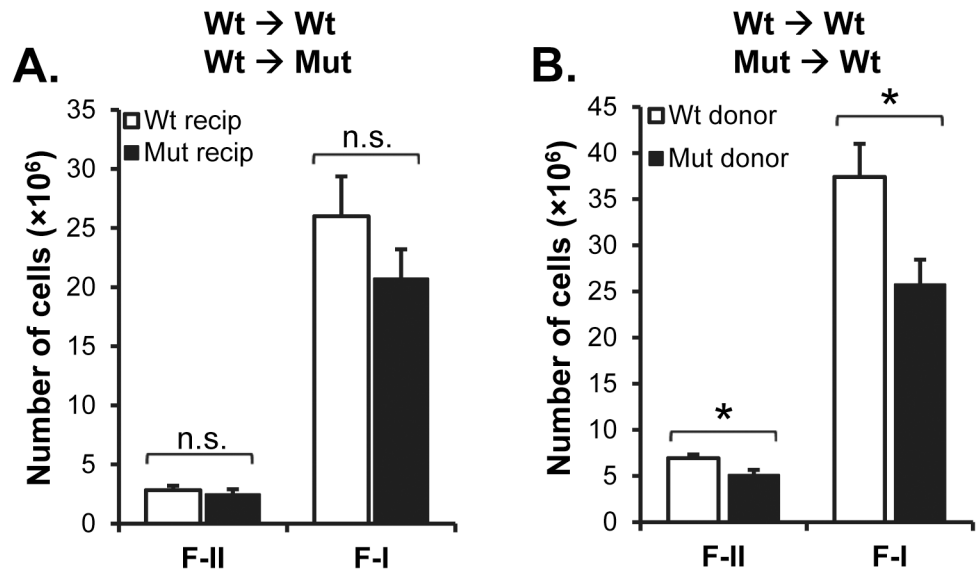 A.
Wt → Wt
Wt → Mut
Number of cells (×10⁶)
35
30
25
20
15
10
5
0
Wt recip
Mut recip
n.s.
n.s.
F-II
F-I
B.
Wt → Wt
Mut → Wt
Number of cells (×10⁶)
45
40
35
30
25
20
15
10
5
0
Wt donor
Mut donor
*
*
F-II
F-I